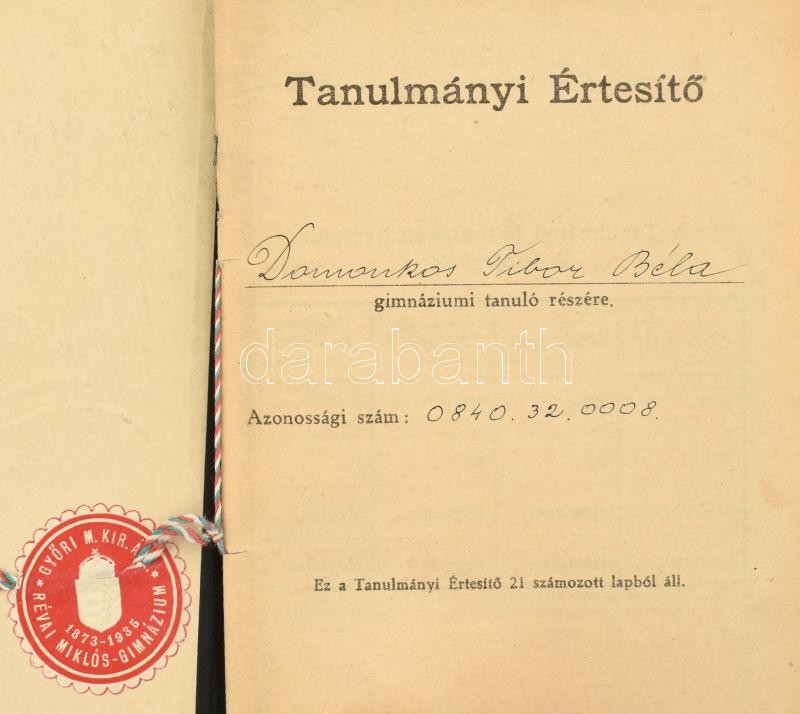 Tanulmányi Értesítő
Domonkos Tibor Béla
gimnáziumi tanuló részére.
darabanth
Azonossági szám: 0840.32.0008.
Ez a Tanulmányi Értesítő 21 számozott lapból áll.
GYŐRI M. KIR. Á
RÉVAI MIKLÓS-GIMNÁZIUM
1873-1935.